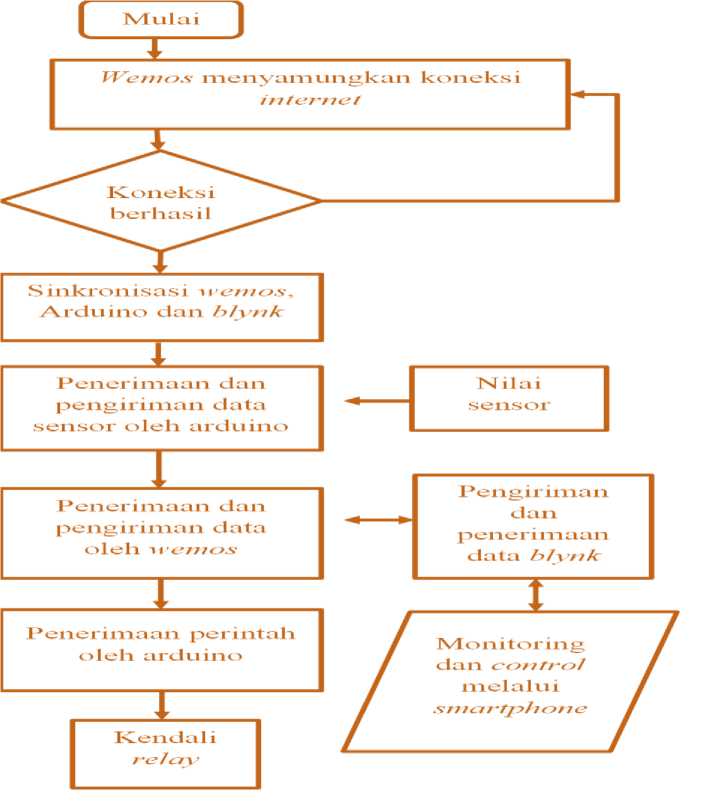 Mulai
Wemos menyamungkan koneksi
internet
Koneksi
berhasil
Sinkronisasi wemos,
Arduino dan blynk
Penerimaan dan
pengiriman data
sensor oleh arduino
Nilai
sensor
Penerimaan dan
pengiriman data
oleh wemos
Pengiriman
dan
penerimaan
data blynk
Penerimaan perintah
oleh arduino
Monitoring
dan control
melalui
smartphone
Kendali
relay